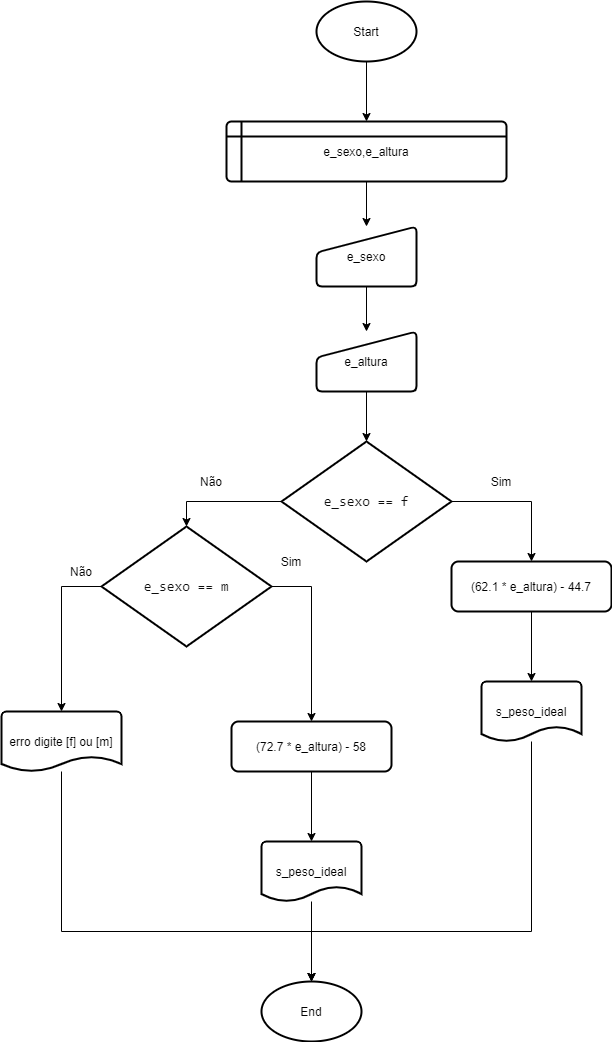 Start
e_sexo,e_altura
e_sexo
e_altura
Não
e_sexo == f
Sim
Não
e_sexo == m
Sim
(62.1 * e_altura) - 44.7
erro digite [f] ou [m]
(72.7 * e_altura) - 58
s_peso_ideal
s_peso_ideal
End